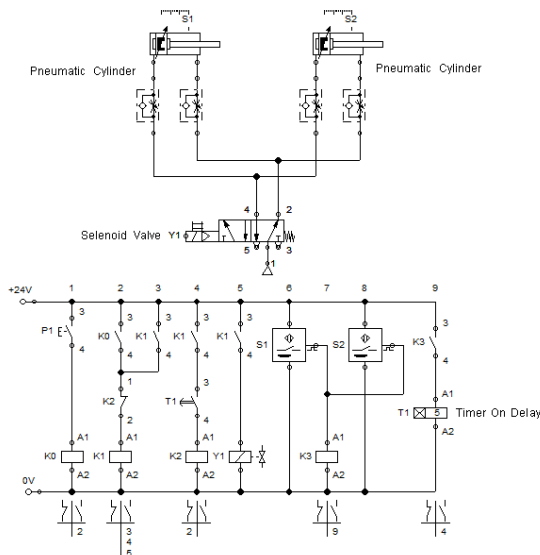 S1 S2
Pneumatic Cylinder Pneumatic Cylinder
4 2
Selenoid Valve Y1
5 3
1
1 2 3 4 5 6 7 8 9
+24V
3 3 3 3 3
P1 K0 K1 K1 K1 S1 S2 K3
4 4 4 4 4 4
1 3
K2 T1 A1
2 4 T1 5 Timer On Delay
A2
A1 A1 A1 A1
K0 K1 K2 Y1 K3
A2 A2 A2 A2
0V
2 3 2 9 4
4
5